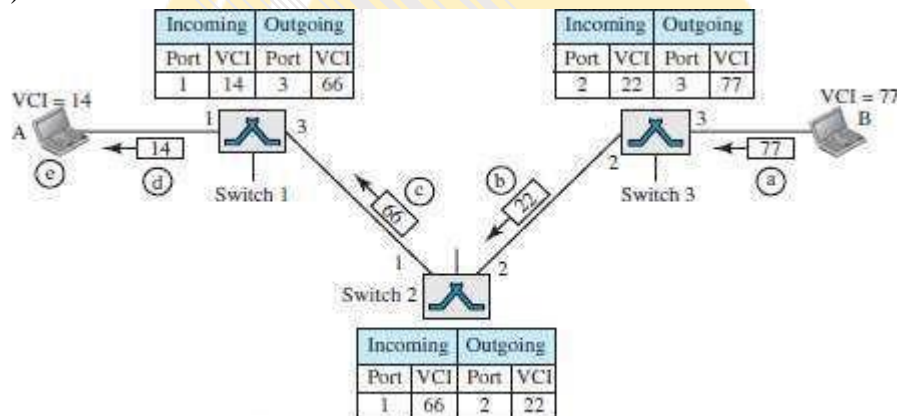 )
Incoming Outgoing
Port VCI Port VCI
1 14 3 66
Incoming Outgoing
Port VCI Port VCI
2 22 3 77
VCI = 14
A
1
3
14
e
d
Switch 1
c
66
b
22
2
3
Switch 3
VCI = 77
B
77
a
1
2
Switch 2
Incoming Outgoing
Port VCI Port VCI
1 66 2 22